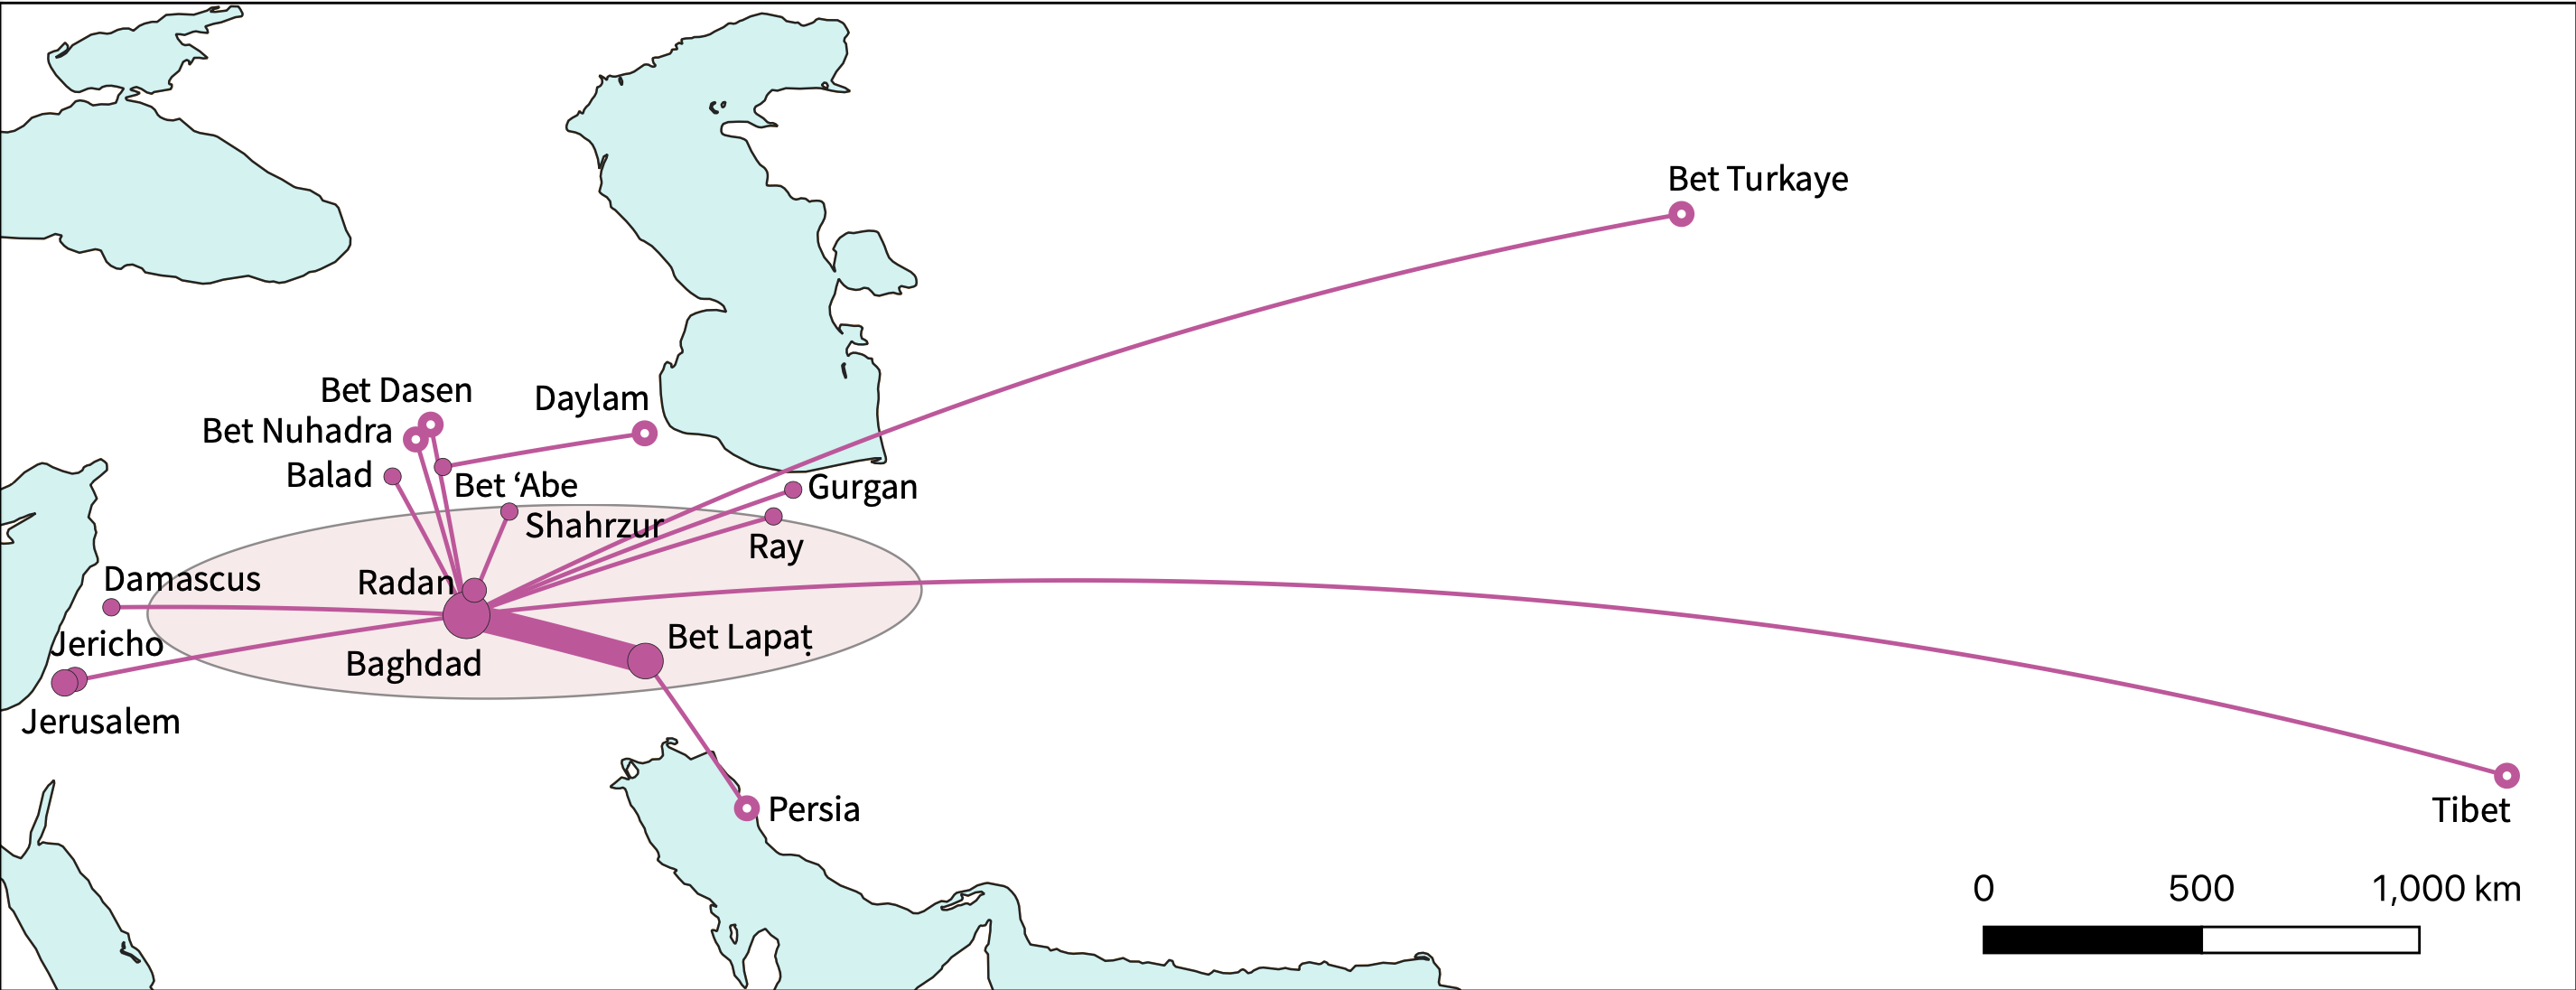 Bet Turkaye
Bet Dasen
Daylam
Bet Nuhadra
Balad
Bet ‘Abe
Gurgan
Shahrzur
Ray
Damascus
Radan
Jericho
Bet Lapaṭ
Baghdad
Jerusalem
Persia
Tibet
0 500 1,000 km